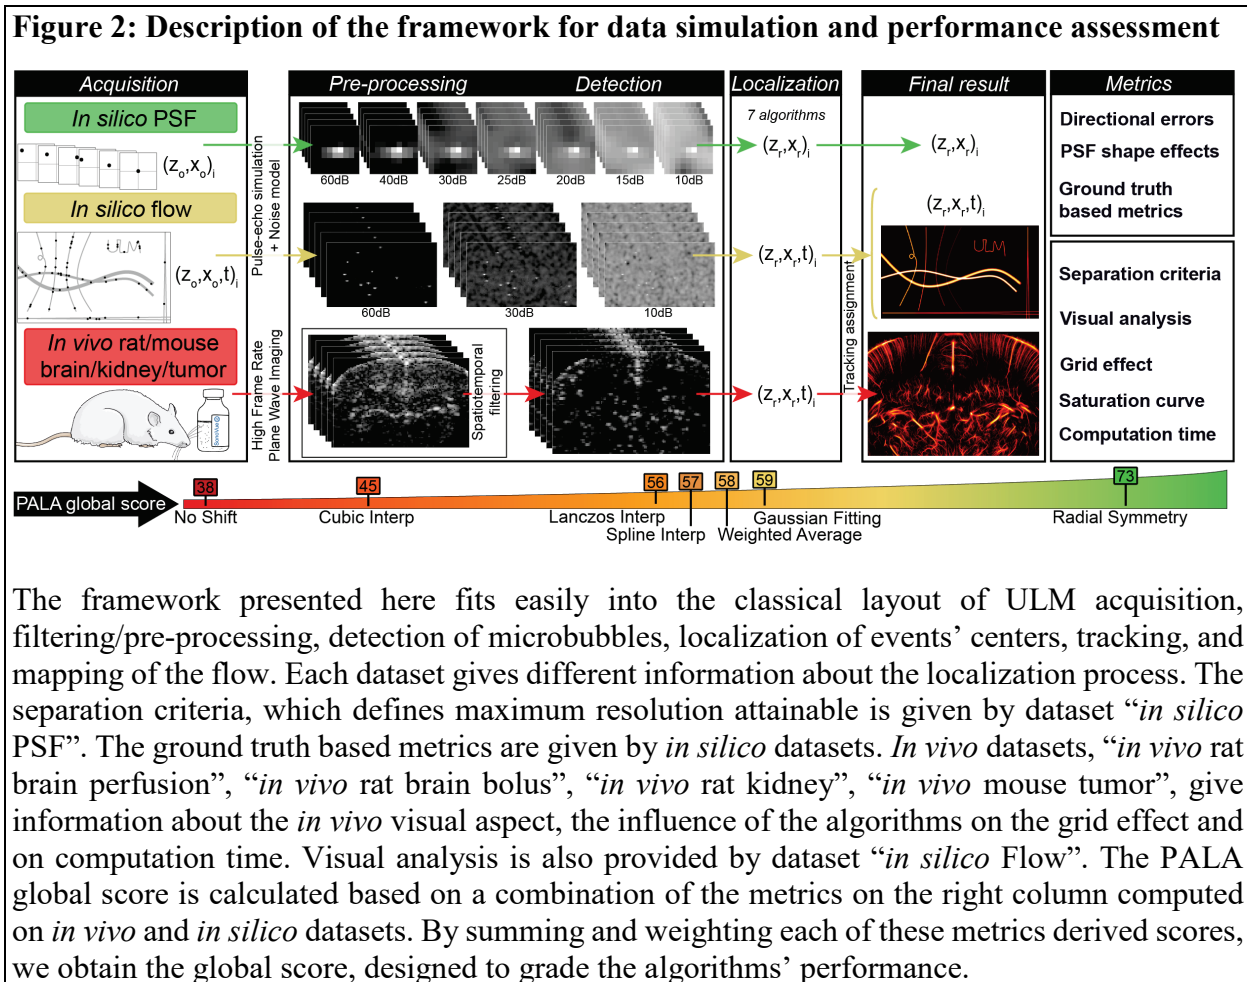 Figure 2: Description of the framework for data simulation and performance assessment
Acquisition
Pre-processing
Detection
Localization
Final result
Metrics
In silico PSF
(zo,xo)i
In silico flow
ULM
(zo,xo,t)i
In vivo rat/mouse
brain/kidney/tumor
Pulse-echo simulation
+ Noise model
High Frame Rate
Plane Wave Imaging
60dB
40dB
30dB
25dB
20dB
15dB
10dB
60dB
30dB
10dB
Spatiotemporal
filtering
7 algorithms
(zr,xr)i
(zr,xr,t)i
(zr,xr,t)i
Tracking assignment
(zr,xr)i
(zr,xr,t)i
ULM
Directional errors
PSF shape effects
Ground truth
based metrics
Separation criteria
Visual analysis
Grid effect
Saturation curve
Computation time
PALA global score
38
No Shift
45
Cubic Interp
56
Lanczos Interp
57
Spline Interp
58
Weighted Average
59
Gaussian Fitting
73
Radial Symmetry
The framework presented here fits easily into the classical layout of ULM acquisition,
filtering/pre-processing, detection of microbubbles, localization of events’ centers, tracking, and
mapping of the flow. Each dataset gives different information about the localization process. The
separation criteria, which defines maximum resolution attainable is given by dataset “in silico
PSF”. The ground truth based metrics are given by in silico datasets. In vivo datasets, “in vivo rat
brain perfusion”, “in vivo rat brain bolus”, “in vivo rat kidney”, “in vivo mouse tumor”, give
information about the in vivo visual aspect, the influence of the algorithms on the grid effect and
on computation time. Visual analysis is also provided by dataset “in silico Flow”. The PALA
global score is calculated based on a combination of the metrics on the right column computed
on in vivo and in silico datasets. By summing and weighting each of these metrics derived scores,
we obtain the global score, designed to grade the algorithms’ performance.